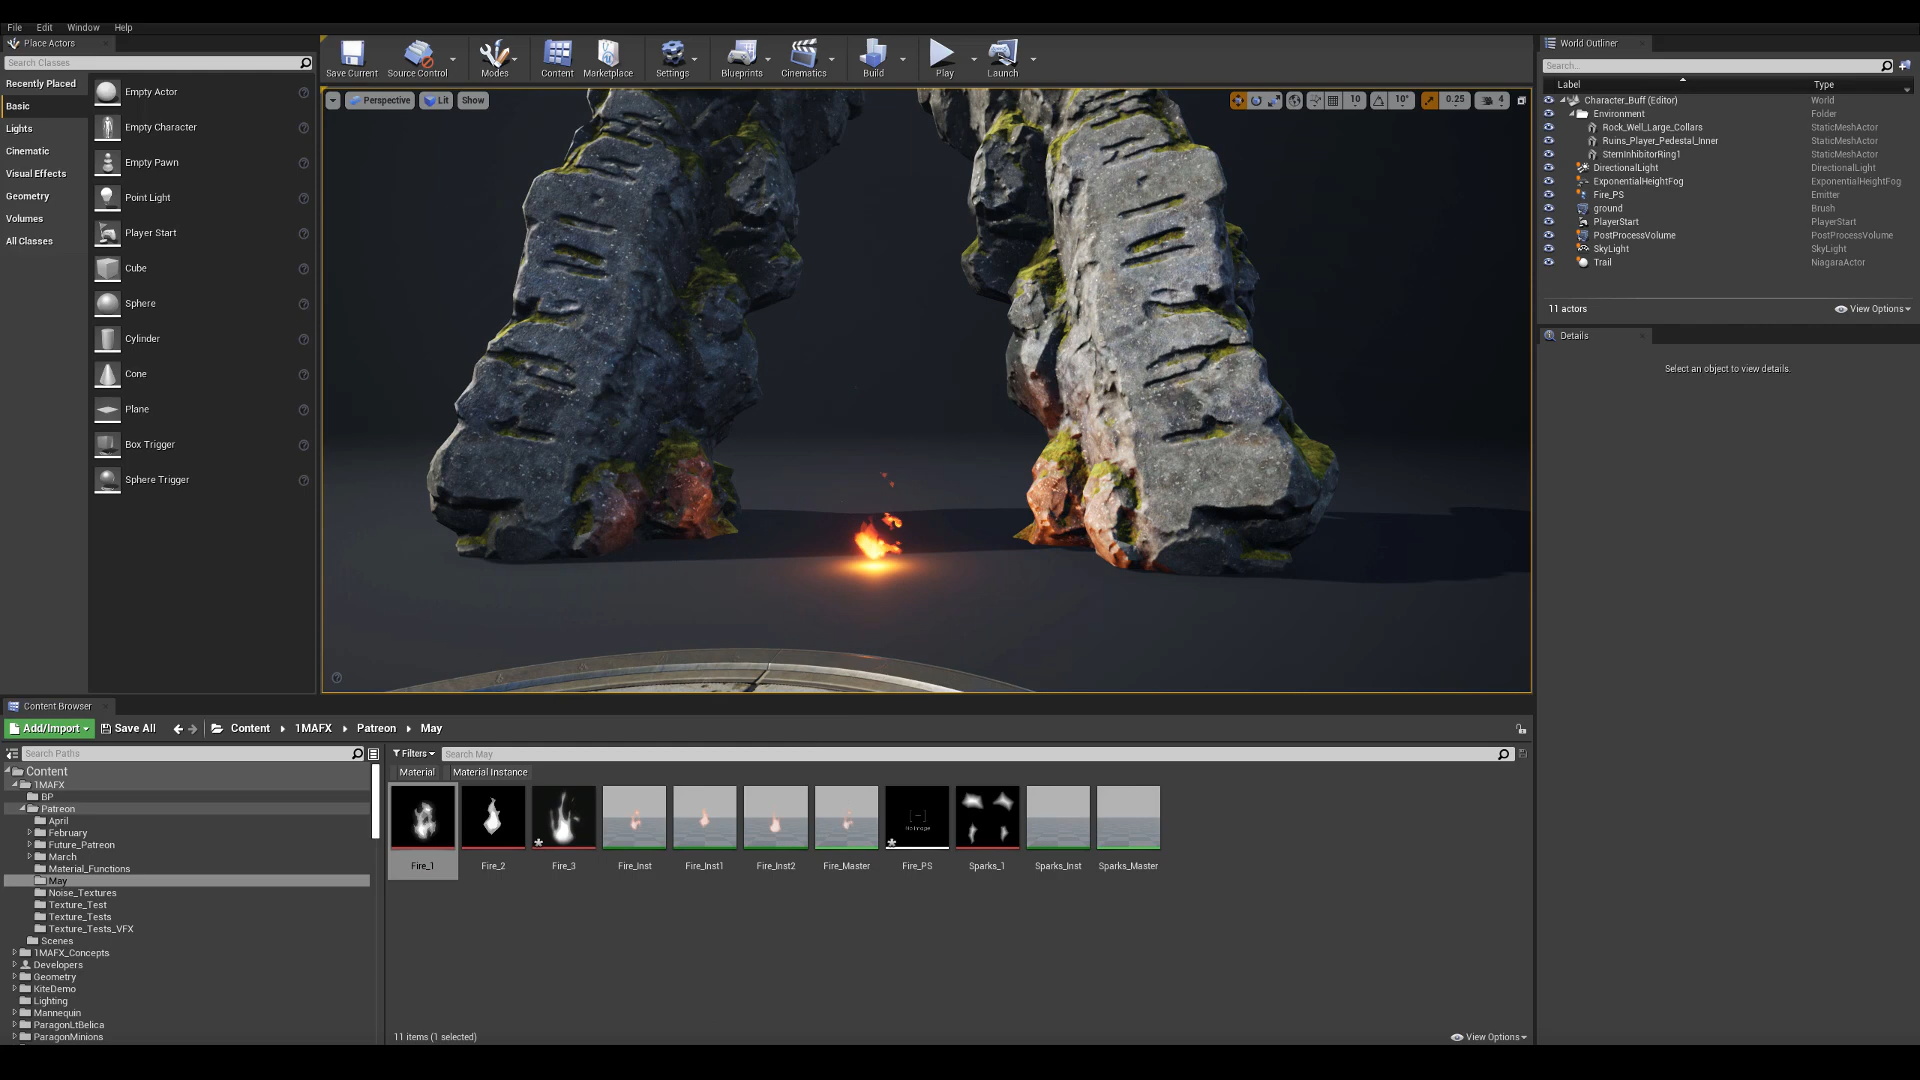 File Edit Window Help
Place Actors
Search Classes
Recently Placed
Basic
Lights
Cinematic
Visual Effects
Geometry
Volumes
All Classes
Empty Actor
Empty Character
Empty Pawn
Point Light
Player Start
Cube
Sphere
Cylinder
Cone
Plane
Box Trigger
Sphere Trigger
Save Current Source Control Modes Content Marketplace Settings Blueprints Cinematics Build Play Launch
Perspective Lit Show
10 10° 0.25 4
World Outliner
Search...
Label Type
Character_Buff (Editor) World
Environment Folder
Rock_Well_Large_Collars StaticMeshActor
Ruins_Player_Pedestal_Inner StaticMeshActor
SternInhibitorRing1 StaticMeshActor
DirectionalLight DirectionalLight
ExponentialHeightFog ExponentialHeightFog
Fire_PS Emitter
ground Brush
PlayerStart PlayerStart
PostProcessVolume PostProcessVolume
SkyLight SkyLight
Trail NiagaraActor
11 actors View Options
Details
Select an object to view details.
Content Browser
Add/Import Save All Content 1MAFX Patreon May
Search Paths
Content
1MAFX
BP
Patreon
April
February
Future_Patreon
March
Material_Functions
May
Noise_Textures
Texture_Test
Texture_Tests
Texture_Tests_VFX
Scenes
1MAFX_Concepts
Developers
Geometry
KiteDemo
Lighting
Mannequin
ParagonLtBelica
ParagonMinions
Filters Search May
Material Material Instance
No Image
Fire_1 Fire_2 Fire_3 Fire_Inst Fire_Inst1 Fire_Inst2 Fire_Master Fire_PS Sparks_1 Sparks_Inst Sparks_Master
11 items (1 selected) View Options